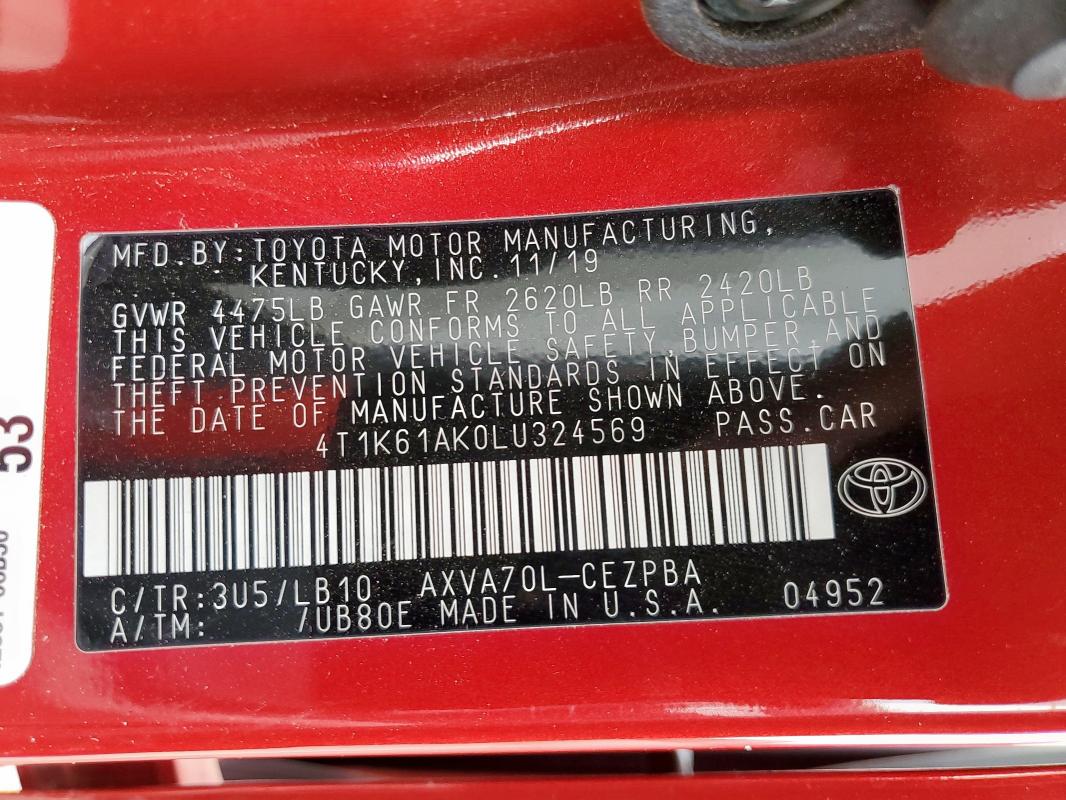 MFD.BY:TOYOTA MOTOR MANUFACTURING,
KENTUCKY,INC.11/19
GVWR 4475LB GAWR FR 2620LB RR 2420LB
THIS VEHICLE CONFORMS TO ALL APPLICABLE
FEDERAL MOTOR VEHICLE SAFETY,BUMPER,AND
THEFT PREVENTION STANDARDS IN EFFECT ON
THE DATE OF MANUFACTURE SHOWN ABOVE.
4T1K61AK0LU324569 PASS.CAR
C/TR:3U5/LB10 AXVA70L-CEZPBA
A/TM: /UB80E MADE IN U.S.A. 04952
53